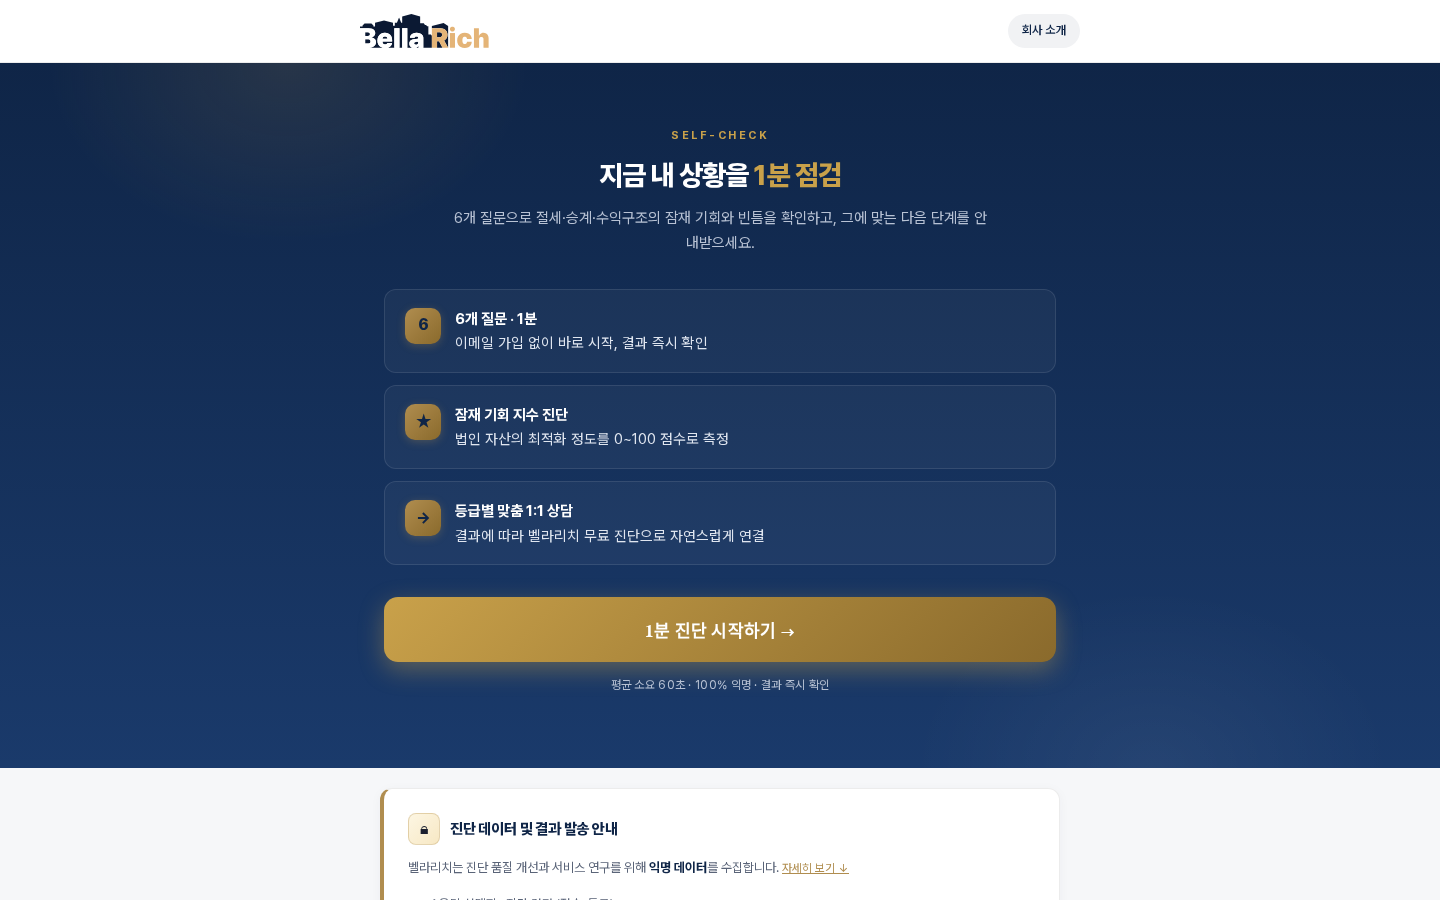 Bella Rich
회사 소개
SELF-CHECK
지금 내 상황을 1분 점검
6개 질문으로 절세·승계·수익구조의 잠재 기회와 빈틈을 확인하고, 그에 맞는 다음 단계를 안
내받으세요.
6
6개 질문 · 1분
이메일 가입 없이 바로 시작, 결과 즉시 확인
★
잠재 기회 지수 진단
법인 자산의 최적화 정도를 0~100 점수로 측정
→
등급별 맞춤 1:1 상담
결과에 따라 벨라리치 무료 진단으로 자연스럽게 연결
1분 진단 시작하기 →
평균 소요 60초 · 100% 익명 · 결과 즉시 확인
진단 데이터 및 결과 발송 안내
벨라리치는 진단 품질 개선과 서비스 연구를 위해 익명 데이터를 수집합니다. 자세히 보기 ↓